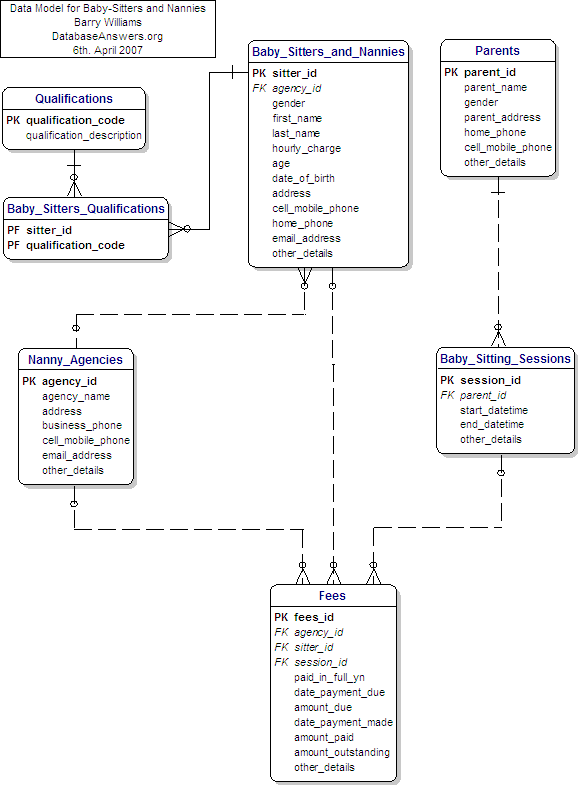 Data Model for Baby-Sitters and Nannies
Barry Williams
DatabaseAnswers.org
6th. April 2007
Baby_Sitters_and_Nannies
PK sitter_id
FK agency_id
gender
first_name
last_name
hourly_charge
age
date_of_birth
address
cell_mobile_phone
home_phone
email_address
other_details
Parents
PK parent_id
parent_name
gender
parent_address
home_phone
cell_mobile_phone
other_details
Qualifications
PK qualification_code
qualification_description
Baby_Sitters_Qualifications
PF sitter_id
PF qualification_code
Nanny_Agencies
PK agency_id
agency_name
address
business_phone
cell_mobile_phone
email_address
other_details
Baby_Sitting_Sessions
PK session_id
FK parent_id
start_datetime
end_datetime
other_details
Fees
PK fees_id
FK agency_id
FK sitter_id
FK session_id
paid_in_full_yn
date_payment_due
amount_due
date_payment_made
amount_paid
amount_outstanding
other_details